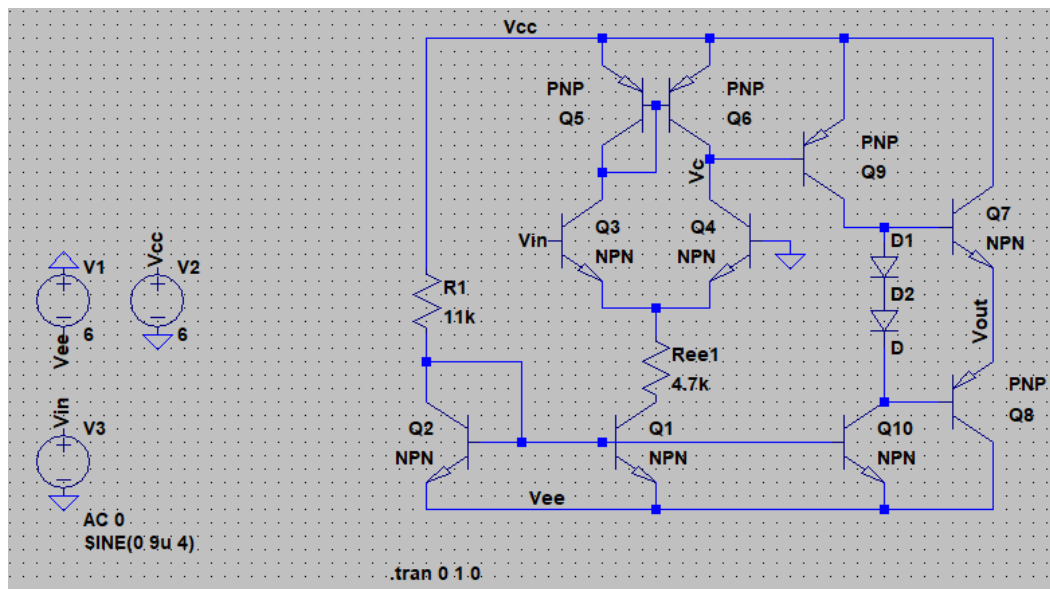 Vcc
PNP
Q5
PNP
Q6
PNP
Q9
Vc
Vin
Q3
NPN
Q4
NPN
D1
D2
D
Q7
NPN
Vout
V1
6
Vee
Vcc
V2
6
R1
11k
Ree1
4.7k
PNP
Q8
Vin
V3
Q2
NPN
Q1
NPN
Q10
NPN
Vee
AC 0
SINE(0 9u 4)
.tran 0 1 0